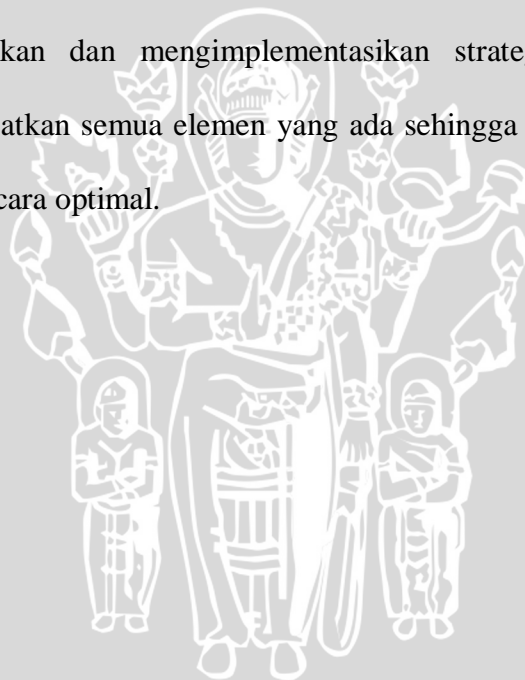 kan dan mengimplementasikan strate
atkan semua elemen yang ada sehingga
cara optimal.